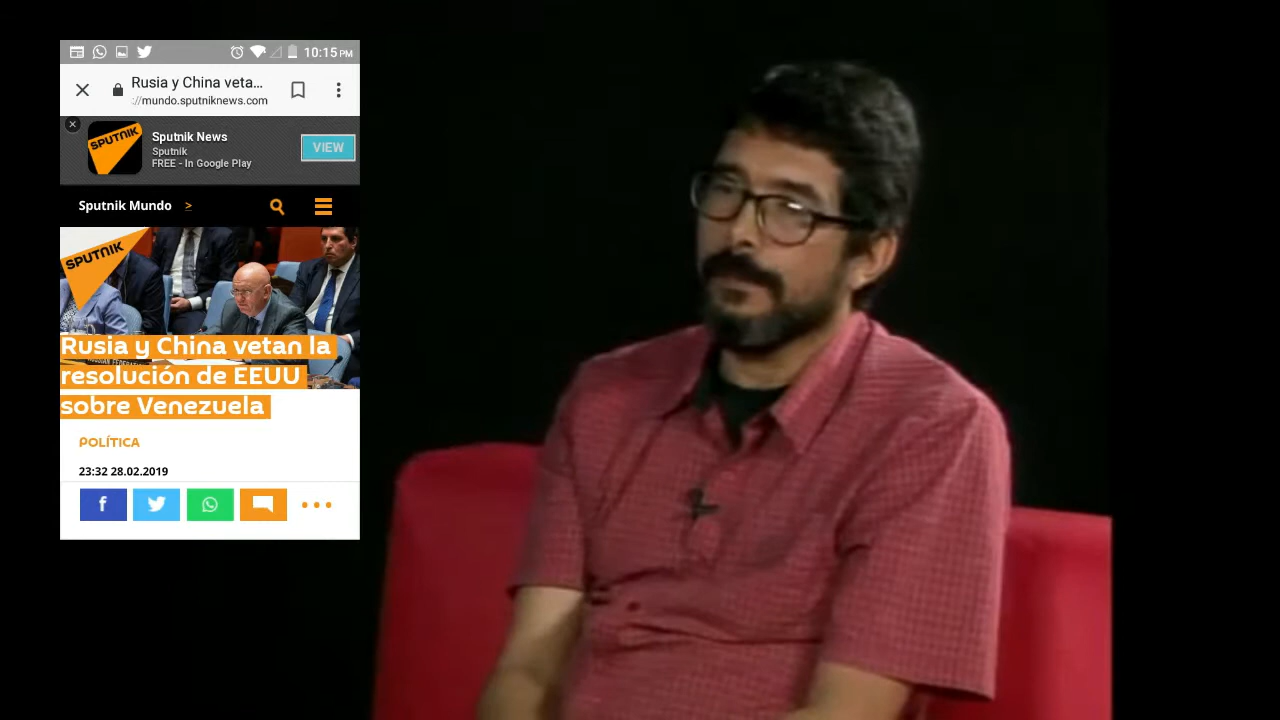 10:15 PM
Rusia y China veta...
://mundo.sputniknews.com
SPUTNIK
Sputnik News
Sputnik
FREE - In Google Play
VIEW
Sputnik Mundo >
SPUTNIK
Rusia y China vetan la
resolución de EEUU
sobre Venezuela
POLÍTICA
23:32 28.02.2019
f